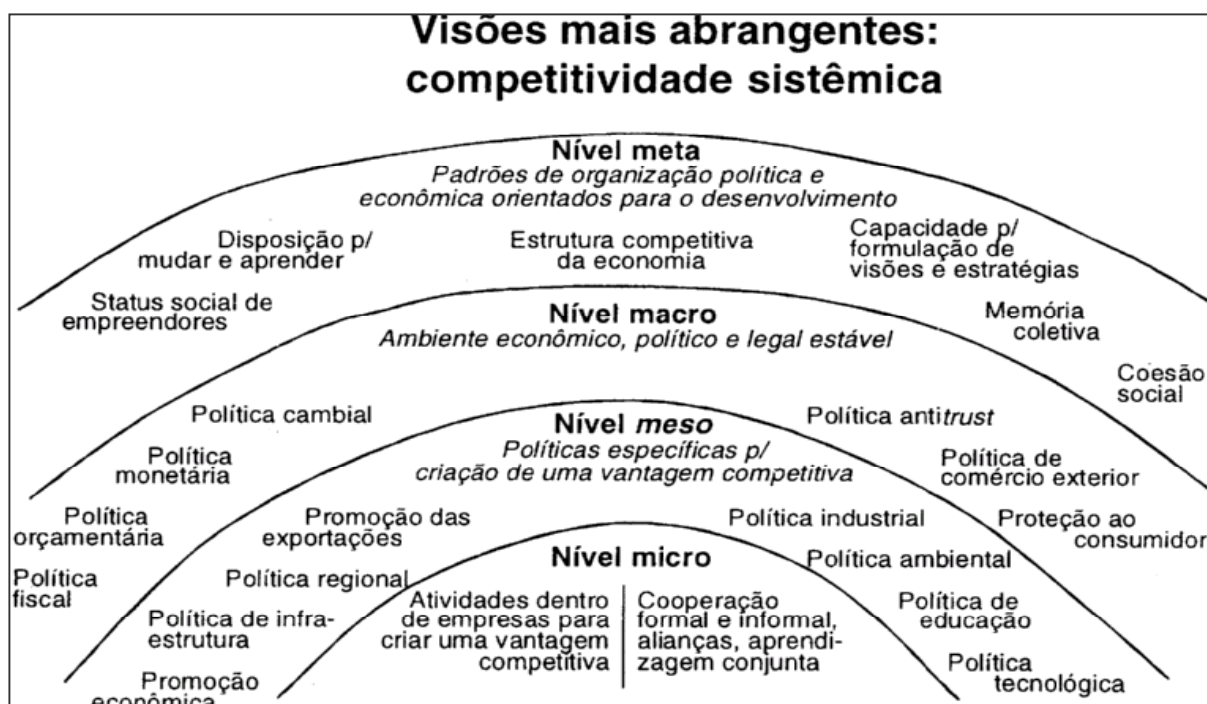 Visões mais abrangentes:
competitividade sistêmica
Nível meta
Padrões de organização política e
econômica orientados para o desenvolvimento
Disposição p/
mudar e aprender
Estrutura competitiva
da economia
Capacidade p/
formulação de
visões e estratégias
Status social de
empreendores
Memória
coletiva
Coesão
social
Nível macro
Ambiente econômico, político e legal estável
Política cambial
Política antitrust
Política
monetária
Política de
comércio exterior
Política
orçamentária
Proteção ao
consumidor
Política
fiscal
Nível meso
Políticas específicas p/
criação de uma vantagem competitiva
Promoção das
exportações
Política industrial
Política regional
Política ambiental
Política de infra-
estrutura
Política de
educação
Promoção
econômica
Política
tecnológica
Nível micro
Atividades dentro
de empresas para
criar uma vantagem
competitiva
Cooperação
formal e informal,
alianças, aprendi-
zagem conjunta